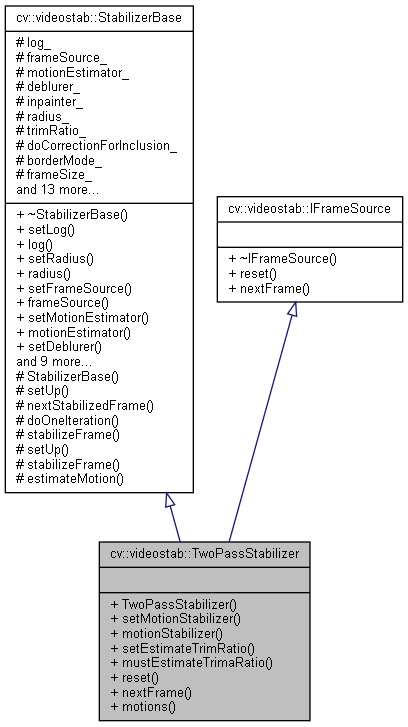 cv::videostab::StabilizerBase
# log_
# frameSource_
# motionEstimator_
# deblurer_
# inpainter_
# radius_
# trimRatio_
# doCorrectionForInclusion_
# borderMode_
# frameSize_
and 13 more...
+ ~StabilizerBase()
+ setLog()
+ log()
+ setRadius()
+ radius()
+ setFrameSource()
+ frameSource()
+ setMotionEstimator()
+ motionEstimator()
+ setDeblurer()
and 9 more...
# StabilizerBase()
# setUp()
# nextStabilizedFrame()
# doOneIteration()
# stabilizeFrame()
# setUp()
# stabilizeFrame()
# estimateMotion()
cv::videostab::IFrameSource
+ ~IFrameSource()
+ reset()
+ nextFrame()
cv::videostab::TwoPassStabilizer
+ TwoPassStabilizer()
+ setMotionStabilizer()
+ motionStabilizer()
+ setEstimateTrimRatio()
+ mustEstimateTrimaRatio()
+ reset()
+ nextFrame()
+ motions()